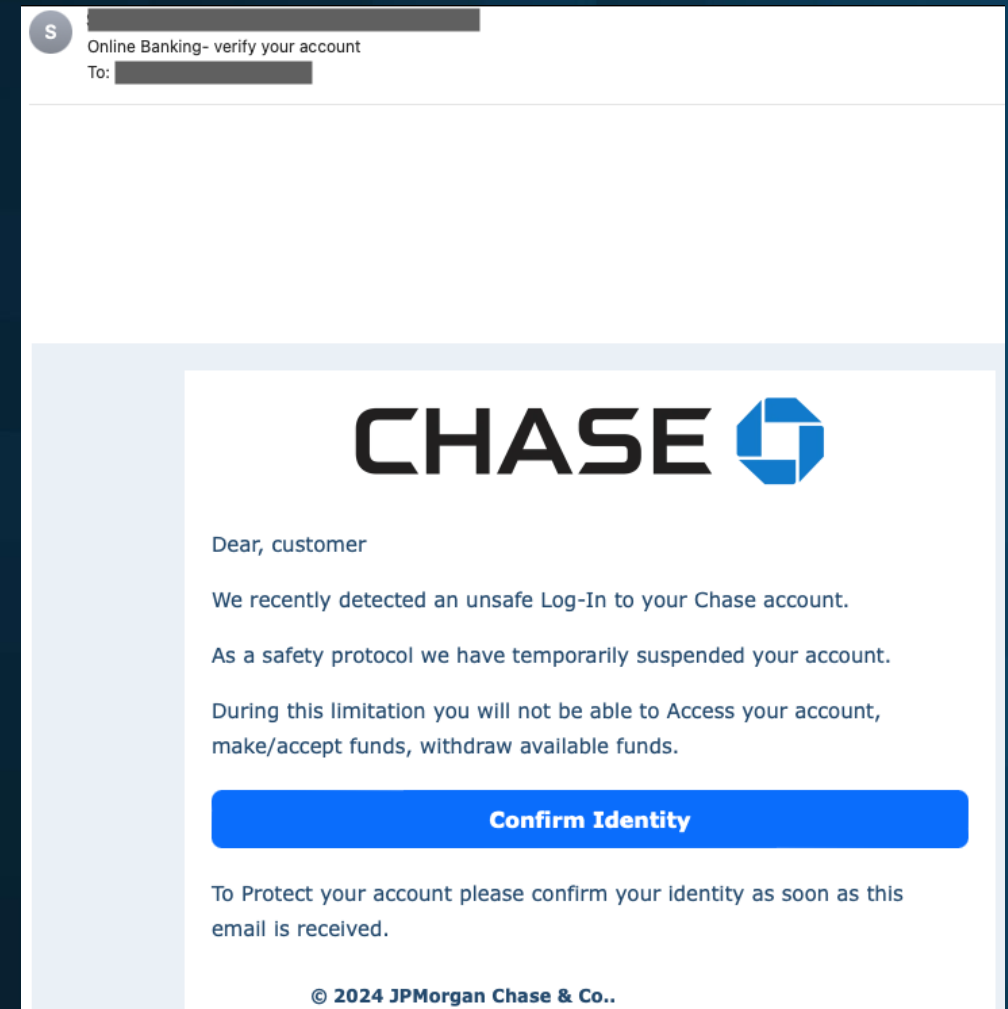 S
Online Banking- verify your account
To:
CHASE
Dear, customer
We recently detected an unsafe Log-In to your Chase account.
As a safety protocol we have temporarily suspended your account.
During this limitation you will not be able to Access your account,
make/accept funds, withdraw available funds.
Confirm Identity
To Protect your account please confirm your identity as soon as this
email is received.
© 2024 JPMorgan Chase & Co..